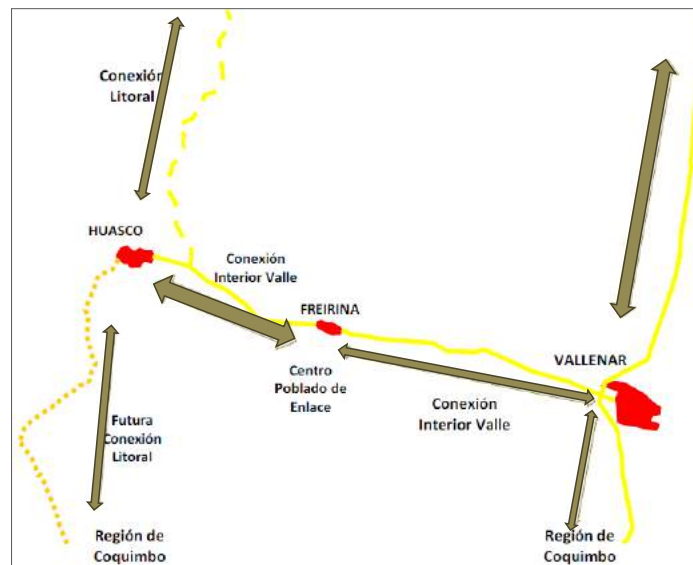 Conexión
Litoral
HUASCO
Conexión
Interior Valle
FREIRINA
VALLENAR
Centro
Poblado de
Enlace
Conexión
Interior Valle
Futura
Conexión
Litoral
Región de
Coquimbo
Región de
Coquimbo